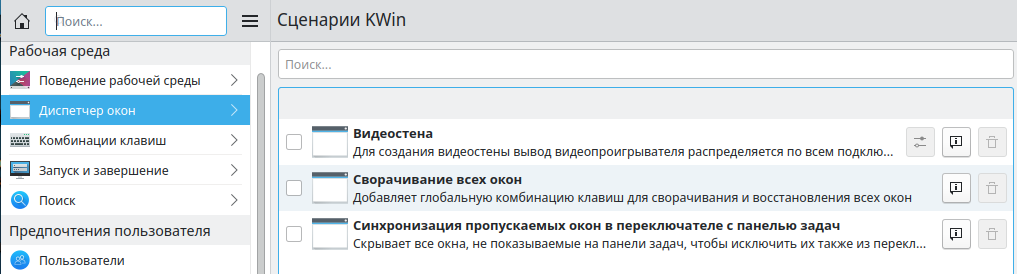 Поиск...
Сценарии KWin
Рабочая среда
Поведение рабочей среды
Диспетчер окон
Комбинации клавиш
Запуск и завершение
Поиск
Предпочтения пользователя
Пользователи
Поиск...
Видеостена
Для создания видеостены вывод видеопроигрывателя распределяется по всем подклю...
Сворачивание всех окон
Добавляет глобальную комбинацию клавиш для сворачивания и восстановления всех окон
Синхронизация пропускаемых окон в переключателе с панелью задач
Скрывает все окна, не показываемые на панели задач, чтобы исключить их также из перекл...